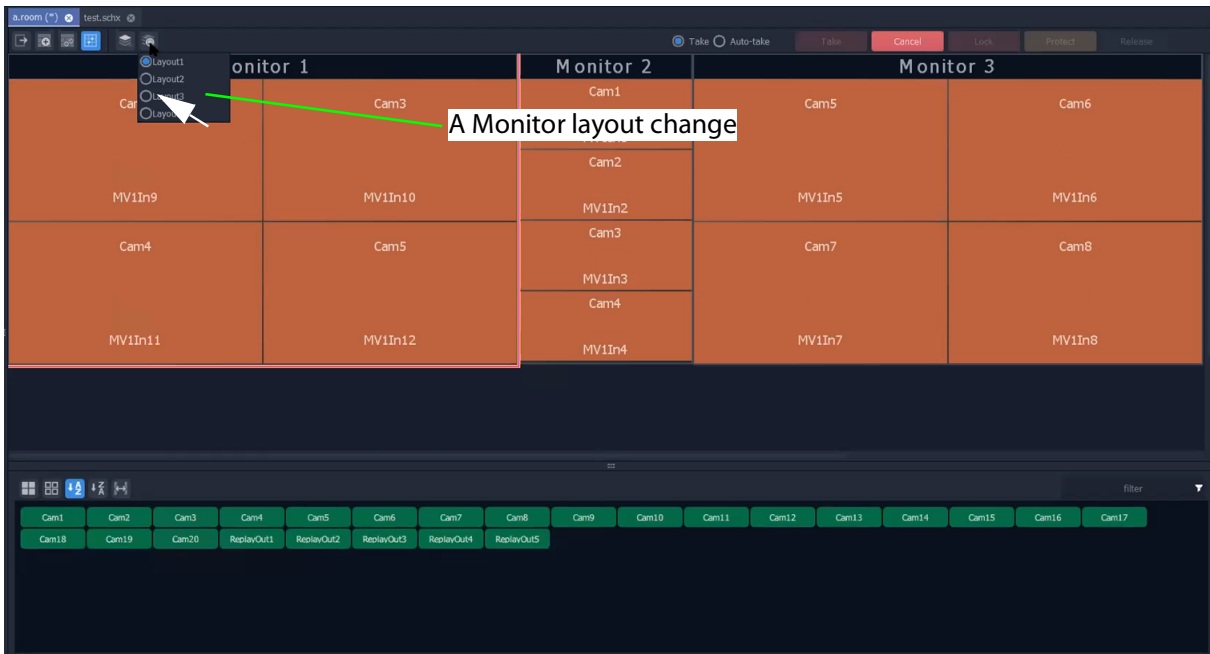 a.room (*)
test.schx
Take
Auto-take
Take
Cancel
Lock
Protect
Release
Layout1
Layout2
Layout3
onitor 1
Monitor 2
Monitor 3
Cam3
Cam1
Cam5
Cam6
A Monitor layout change
Cam2
MV1In9
MV1In10
MV1In2
MV1In5
MV1In6
Cam4
Cam5
Cam3
Cam7
Cam8
MV1In3
Cam4
MV1In11
MV1In12
MV1In4
MV1In7
MV1In8
filter
Cam1 Cam2 Cam3 Cam4 Cam5 Cam6 Cam7 Cam8 Cam9 Cam10 Cam11 Cam12 Cam13 Cam14 Cam15 Cam16 Cam17
Cam18 Cam19 Cam20 ReplayOut1 ReplayOut2 ReplayOut3 ReplayOut4 ReplayOut5